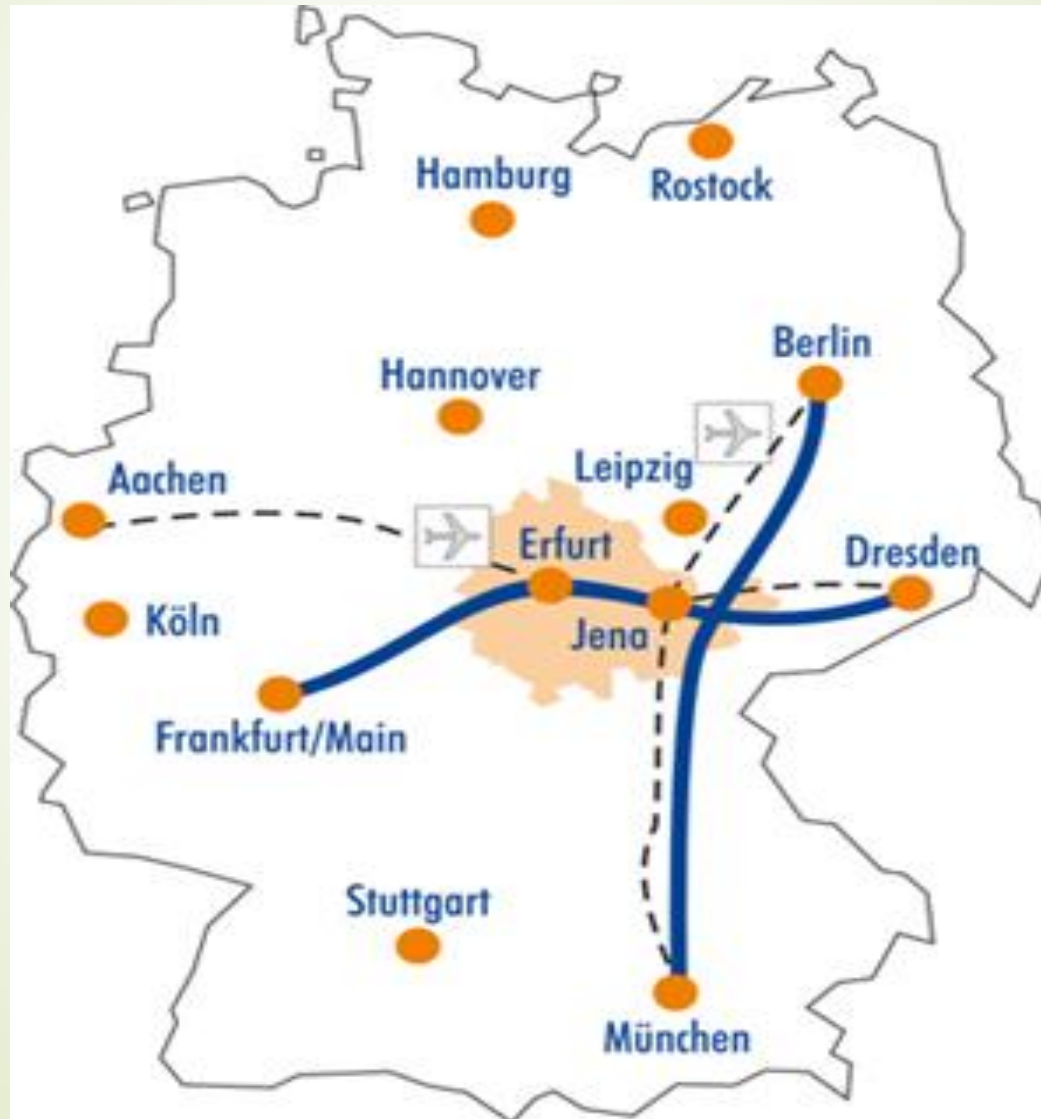 Hamburg
Rostock
Berlin
Hannover
Leipzig
Aachen
Erfurt
Dresden
Köln
Jena
Frankfurt/Main
Stuttgart
München